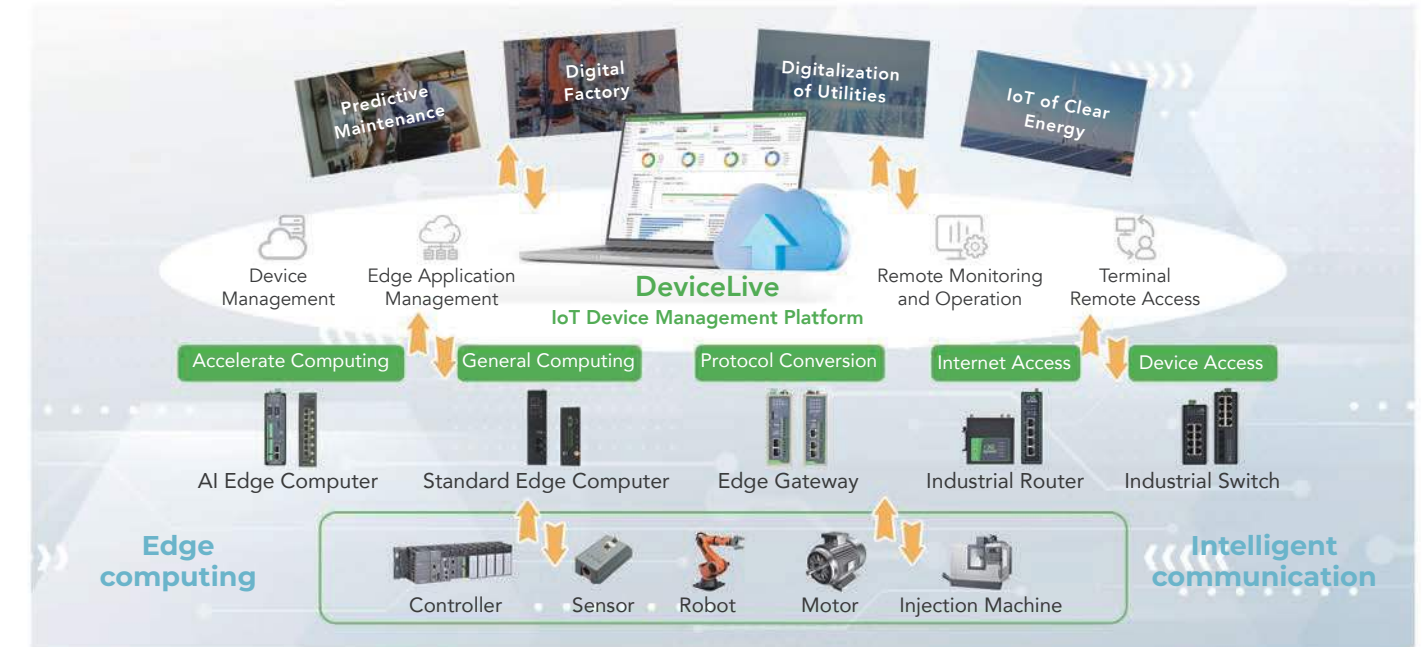 Predictive
Maintenance
Digital
Factory
Digitalization
of Utilities
IoT of Clear
Energy
Device
Management
Edge Application
Management
DeviceLive
IoT Device Management Platform
Remote Monitoring
and Operation
Terminal
Remote Access
Accelerate Computing
General Computing
Protocol Conversion
Internet Access
Device Access
AI Edge Computer
Standard Edge Computer
Edge Gateway
Industrial Router
Industrial Switch
Edge
computing
Controller
Sensor
Robot
Motor
Injection Machine
Intelligent
communication